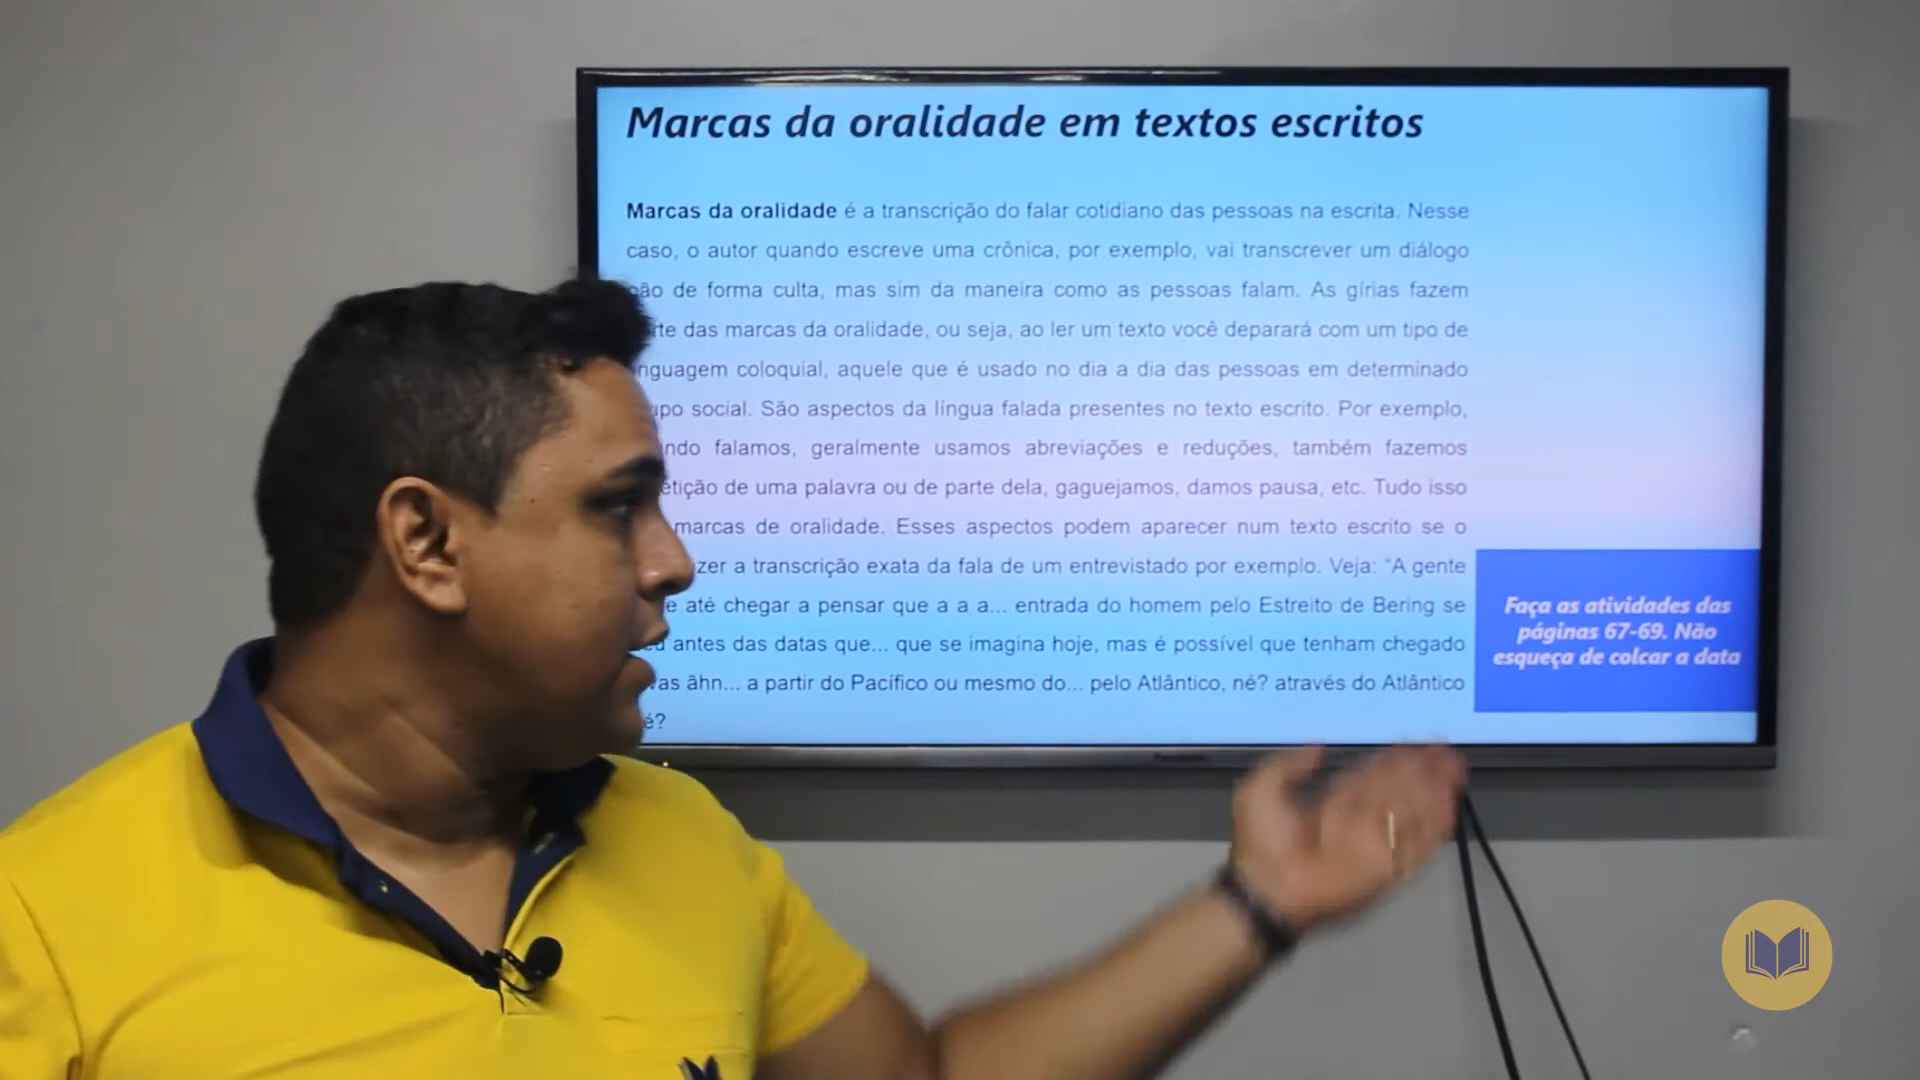 Marcas da oralidade em textos escritos
Marcas da oralidade é a transcrição do falar cotidiano das pessoas na escrita. Nesse
caso, o autor quando escreve uma crônica, por exemplo, vai transcrever um diálogo
de forma culta, mas sim da maneira como as pessoas falam. As gírias fazem
das marcas da oralidade, ou seja, ao ler um texto você deparará com um tipo de
coloquial, aquele que é usado no dia a dia das pessoas em determinado
social. São aspectos da língua falada presentes no texto escrito. Por exemplo,
falamos, geralmente usamos abreviações e reduções, também fazemos
de uma palavra ou de parte dela, gaguejamos, damos pausa, etc. Tudo isso
marcas de oralidade. Esses aspectos podem aparecer num texto escrito se o
a transcrição exata da fala de um entrevistado por exemplo. Veja: “A gente
até chegar a pensar que a a a... entrada do homem pelo Estreito de Bering se
antes das datas que... que se imagina hoje, mas é possível que tenham chegado
ãhn... a partir do Pacífico ou mesmo do... pelo Atlântico, né? através do Atlântico
Faça as atividades das
páginas 67-69. Não
esqueça de colcar a data